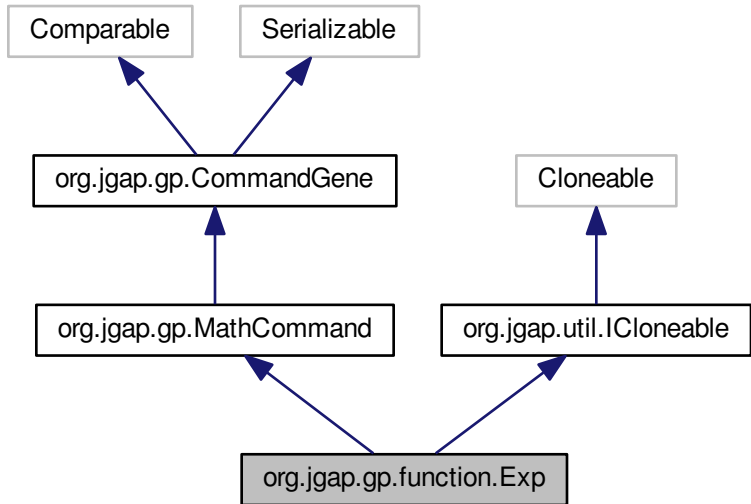 Comparable
Serializable
org.jgap.gp.CommandGene
Cloneable
org.jgap.gp.MathCommand
org.jgap.util.ICloneable
org.jgap.gp.function.Exp